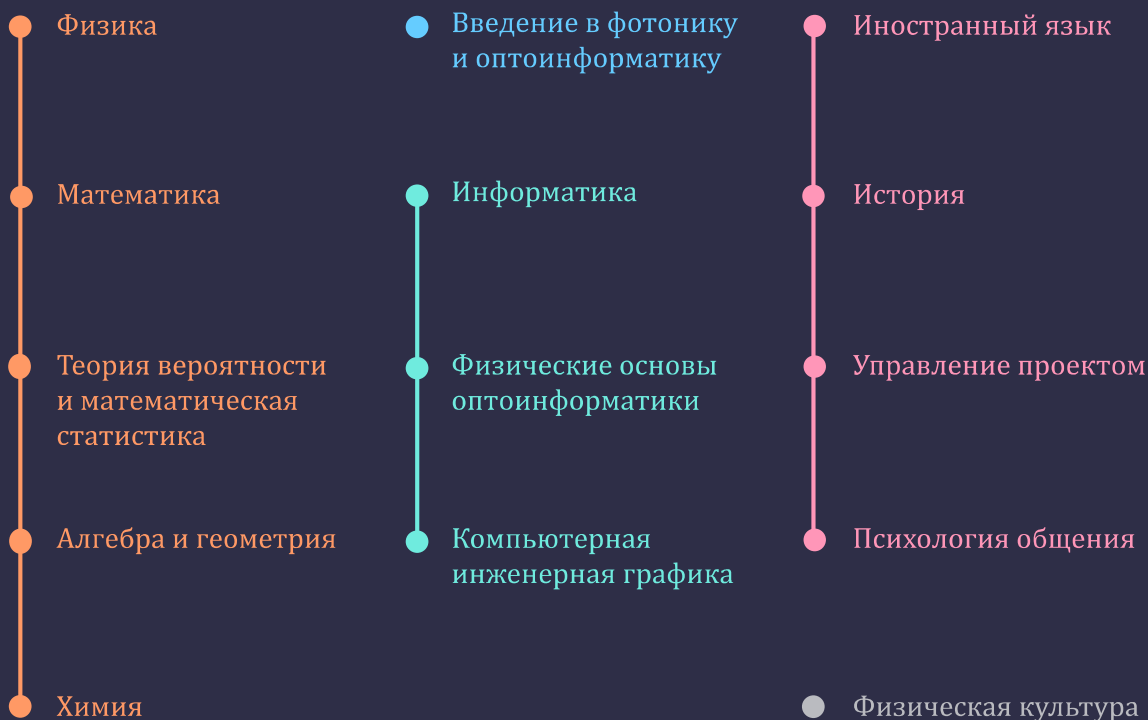 Физика
Математика
Теория вероятности
и математическая
статистика
Алгебра и геометрия
Химия
Введение в фотонику
и оптоинформатику
Информатика
Физические основы
оптоинформатики
Компьютерная
инженерная графика
Иностранный язык
История
Управление проектом
Психология общения
Физическая культура